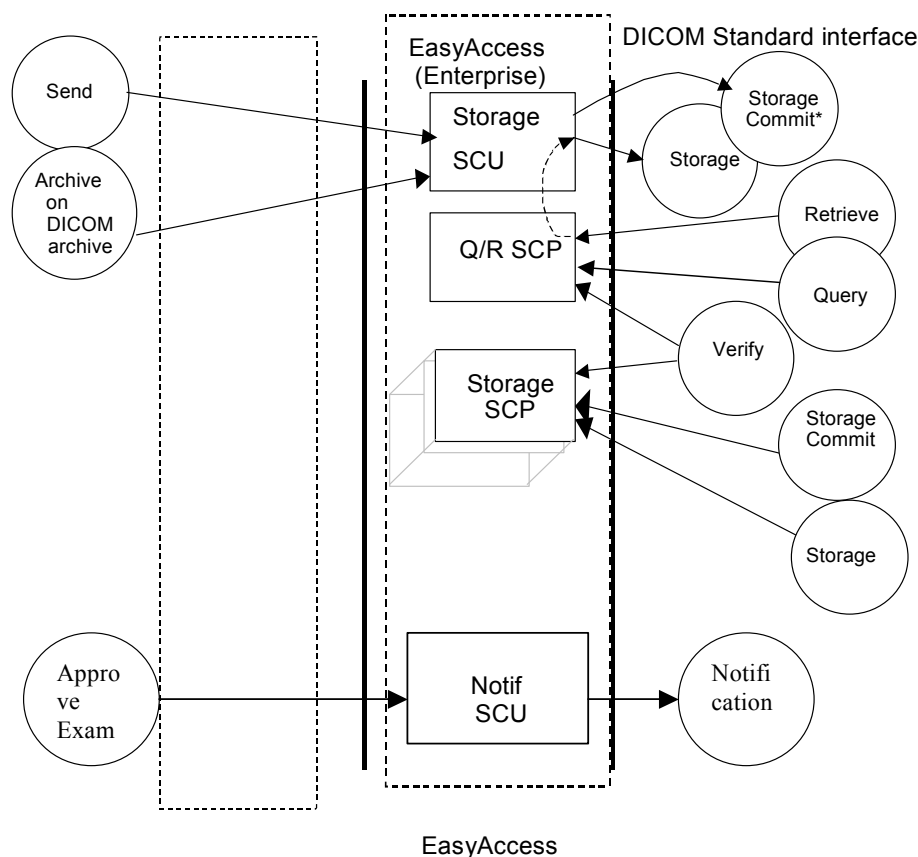 EasyAccess
(Enterprise)
DICOM Standard interface
Send
Storage
SCU
Storage
Commit*
Storage
Archive
on
DICOM
archive
Retrieve
Q/R SCP
Query
Verify
Storage
SCP
Storage
Commit
Storage
Appro
ve
Exam
Notif
SCU
Notifi
cation
EasyAccess